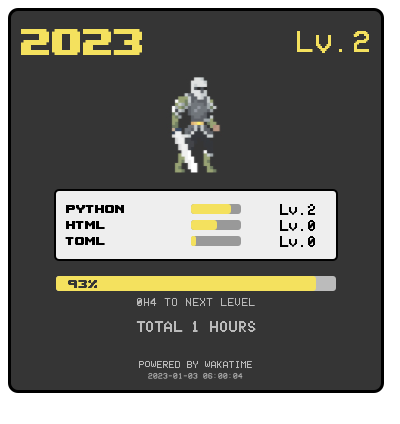 2023 Lv.2
PYTHON Lv.2
HTML Lv.0
TOML Lv.0
93%
0H4 TO NEXT LEVEL
TOTAL 1 HOURS
POWERED BY WAKATIME
2023-01-03 06:00:04